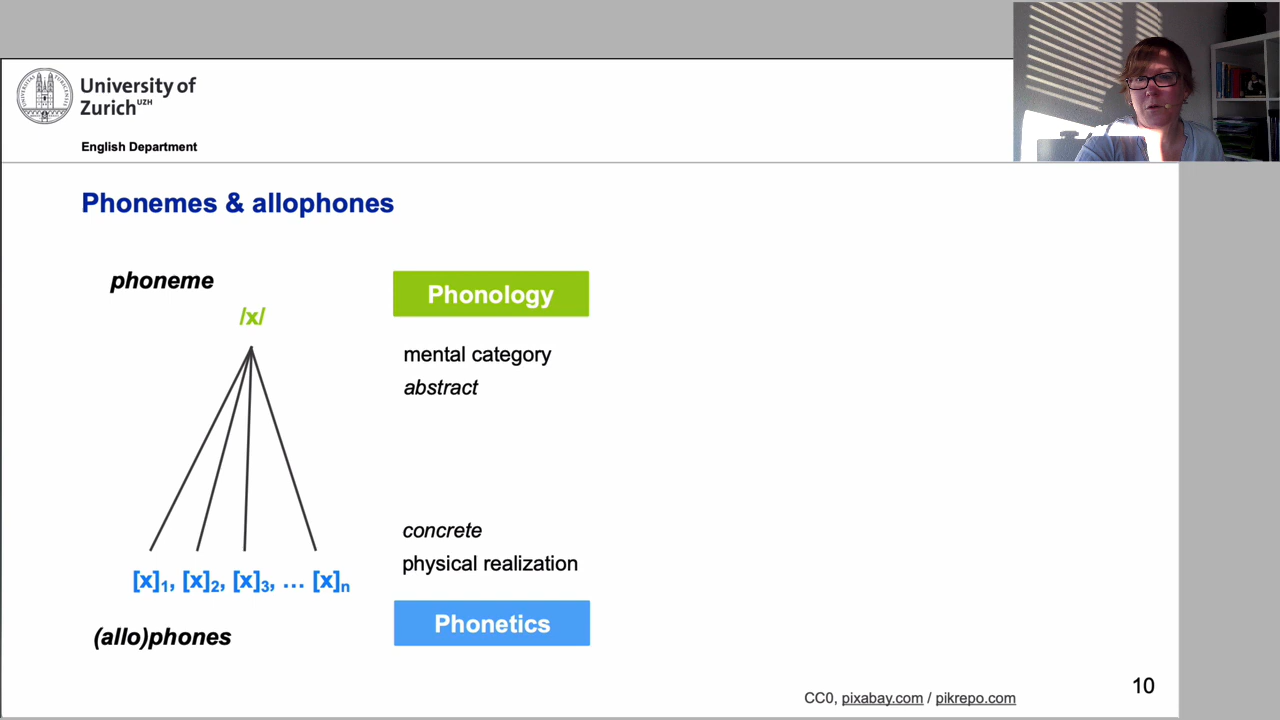 University of
Zurich UZH
English Department
Phonemes & allophones
phoneme
/x/
Phonology
mental category
abstract
concrete
physical realization
[x]1, [x]2, [x]3, … [x]n
(allo)phones
Phonetics
CC0, pixabay.com / pikrepo.com
10